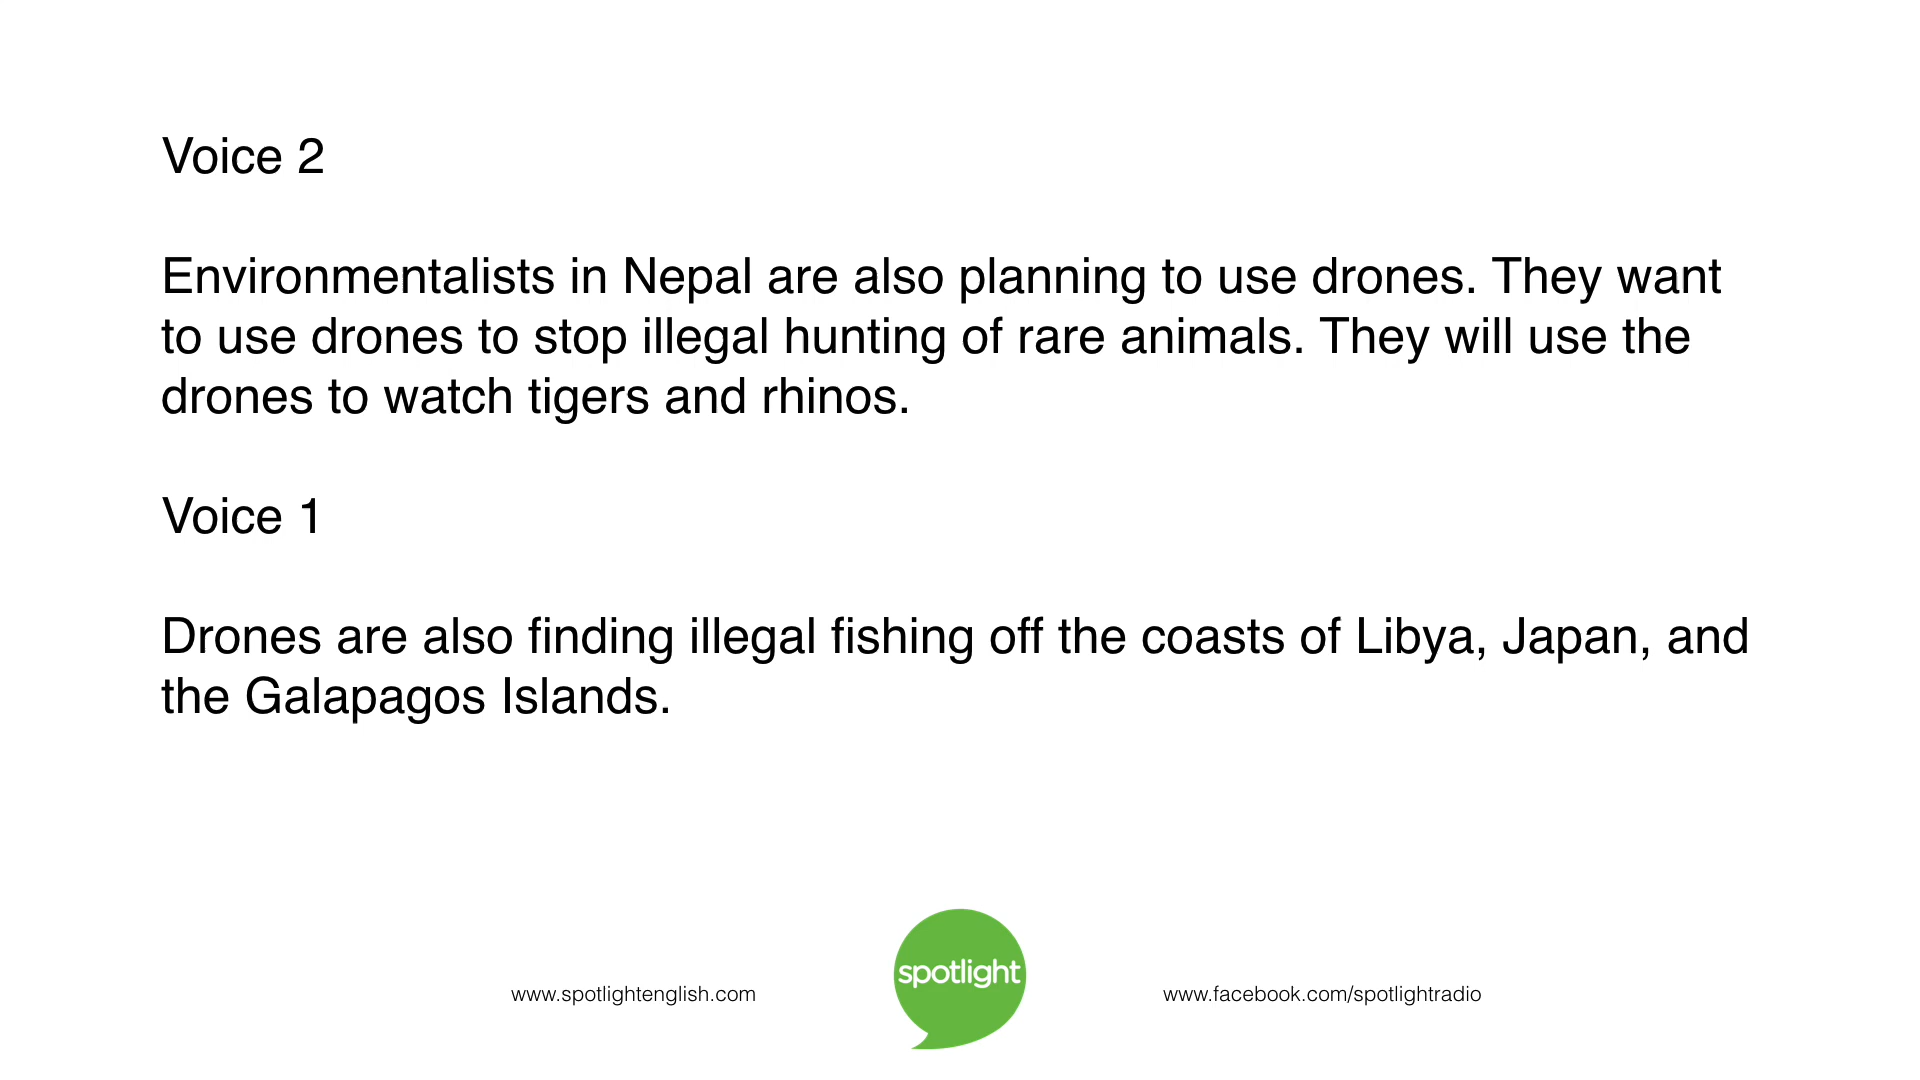 Voice 2
Environmentalists in Nepal are also planning to use drones. They want
to use drones to stop illegal hunting of rare animals. They will use the
drones to watch tigers and rhinos.
Voice 1
Drones are also finding illegal fishing off the coasts of Libya, Japan, and
the Galapagos Islands.
spotlight
www.spotlightenglish.com
www.facebook.com/spotlightradio